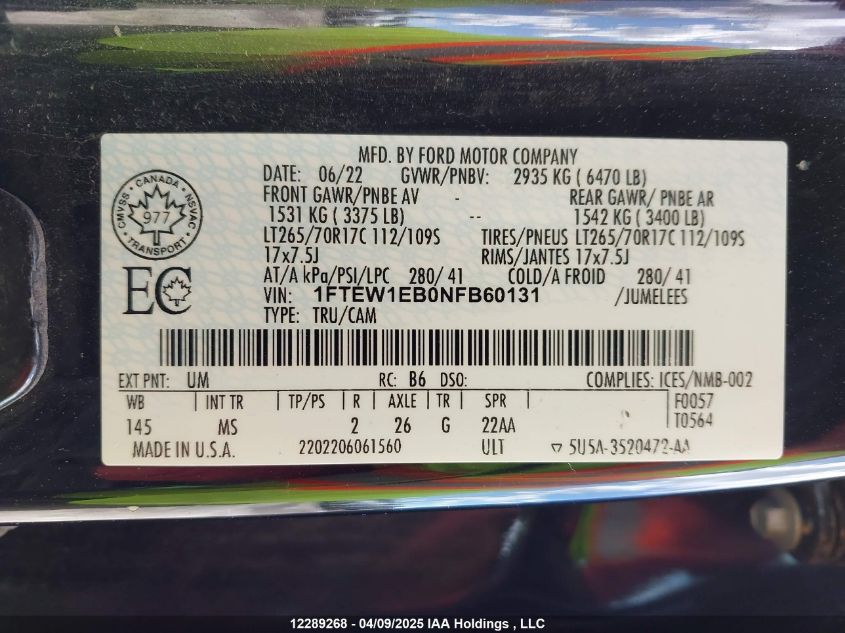 MFD. BY FORD MOTOR COMPANY
DATE: 06/22 GVWR/PNBV: 2935 KG ( 6470 LB)
FRONT GAWR/PNBE AV - REAR GAWR/ PNBE AR
1531 KG ( 3375 LB) -- 1542 KG ( 3400 LB)
LT265/70R17C 112/109S TIRES/PNEUS LT265/70R17C 112/109S
17x7.5J RIMS/JANTES 17x7.5J
AT/A kPa/PSI/LPC 280/ 41 COLD/A FROID 280/ 41
VIN: 1FTEW1EB0NFB60131 /JUMELEES
TYPE: TRU/CAM
CANADA
CMVSS 977 NSVAC
TRANSPORT
EC
EXT PNT: UM RC: B6 DSO: COMPLIES: ICES/NMB-002
WB INT TR TP/PS R AXLE TR SPR F0057
145 MS 2 26 G 22AA T0564
MADE IN U.S.A. 2202206061560 ULT ▽ 5U5A-3520472-AA
12289268 - 04/09/2025 IAA Holdings , LLC